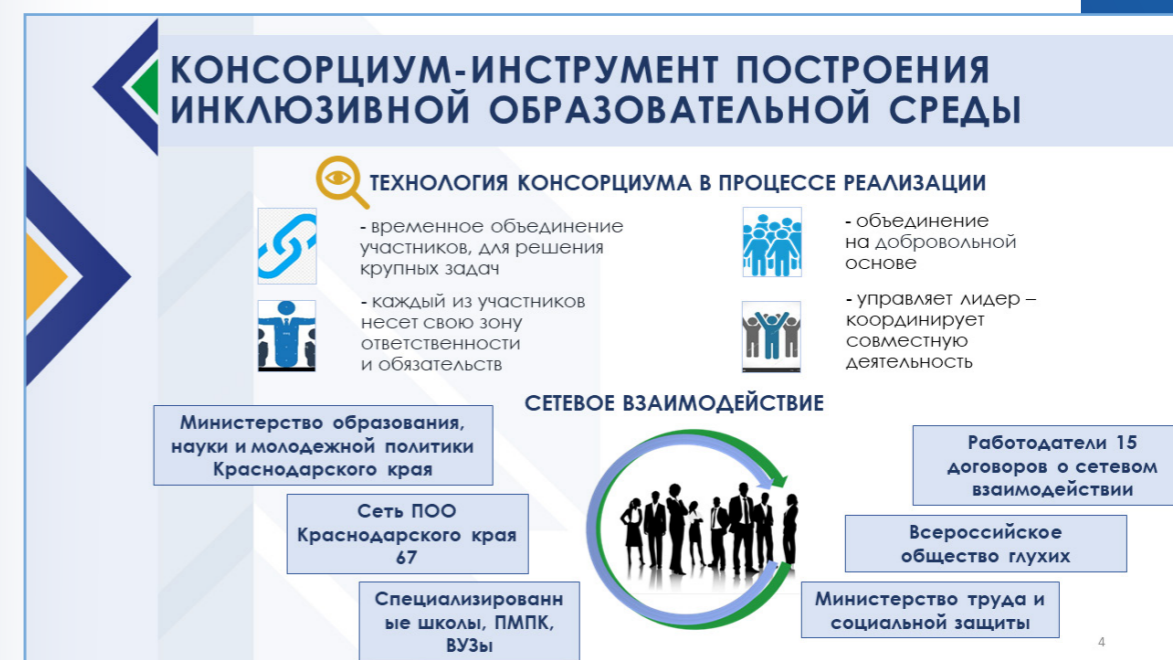 КОНСОРЦИУМ-ИНСТРУМЕНТ ПОСТРОЕНИЯ
ИНКЛЮЗИВНОЙ ОБРАЗОВАТЕЛЬНОЙ СРЕДЫ
ТЕХНОЛОГИЯ КОНСОРЦИУМА В ПРОЦЕССЕ РЕАЛИЗАЦИИ
- временное объединение
участников, для решения
крупных задач
- объединение
на добровольной
основе
- каждый из участников
несет свою зону
ответственности
и обязательств
- управляет лидер –
координирует
совместную
деятельность
СЕТЕВОЕ ВЗАИМОДЕЙСТВИЕ
Министерство образования,
науки и молодежной политики
Краснодарского края
Сеть ПОО
Краснодарского края
67
Специализированн
ые школы, ПМПК,
ВУЗы
Работодатели 15
договоров о сетевом
взаимодействии
Всероссийское
общество глухих
Министерство труда и
социальной защиты
4